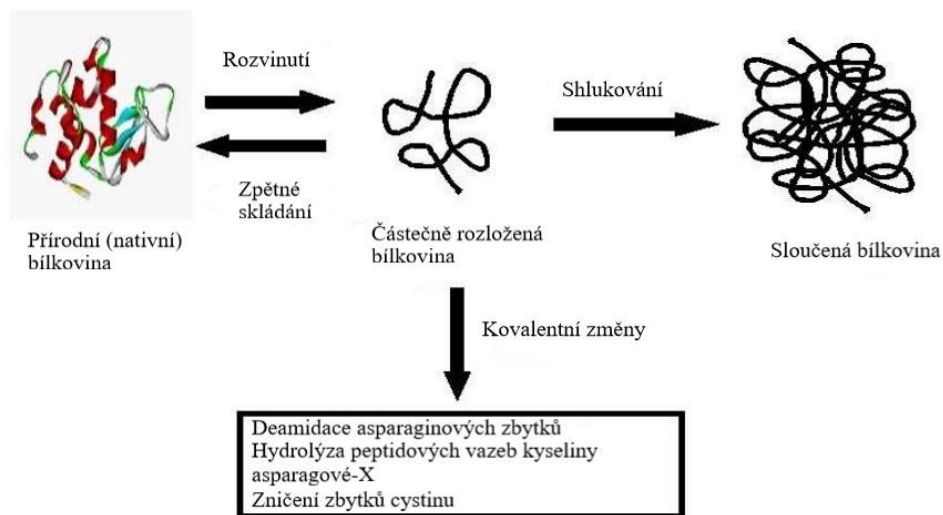 Rozvinutí
Zpětné
skládání
Shlukování
Přírodní (nativní)
bílkovina
Částečně rozložená
bílkovina
Sloučená bílkovina
Kovalentní změny
Deamidace asparaginových zbytků
Hydrolýza peptidových vazeb kyseliny
asparagové-X
Zničení zbytků cystinu